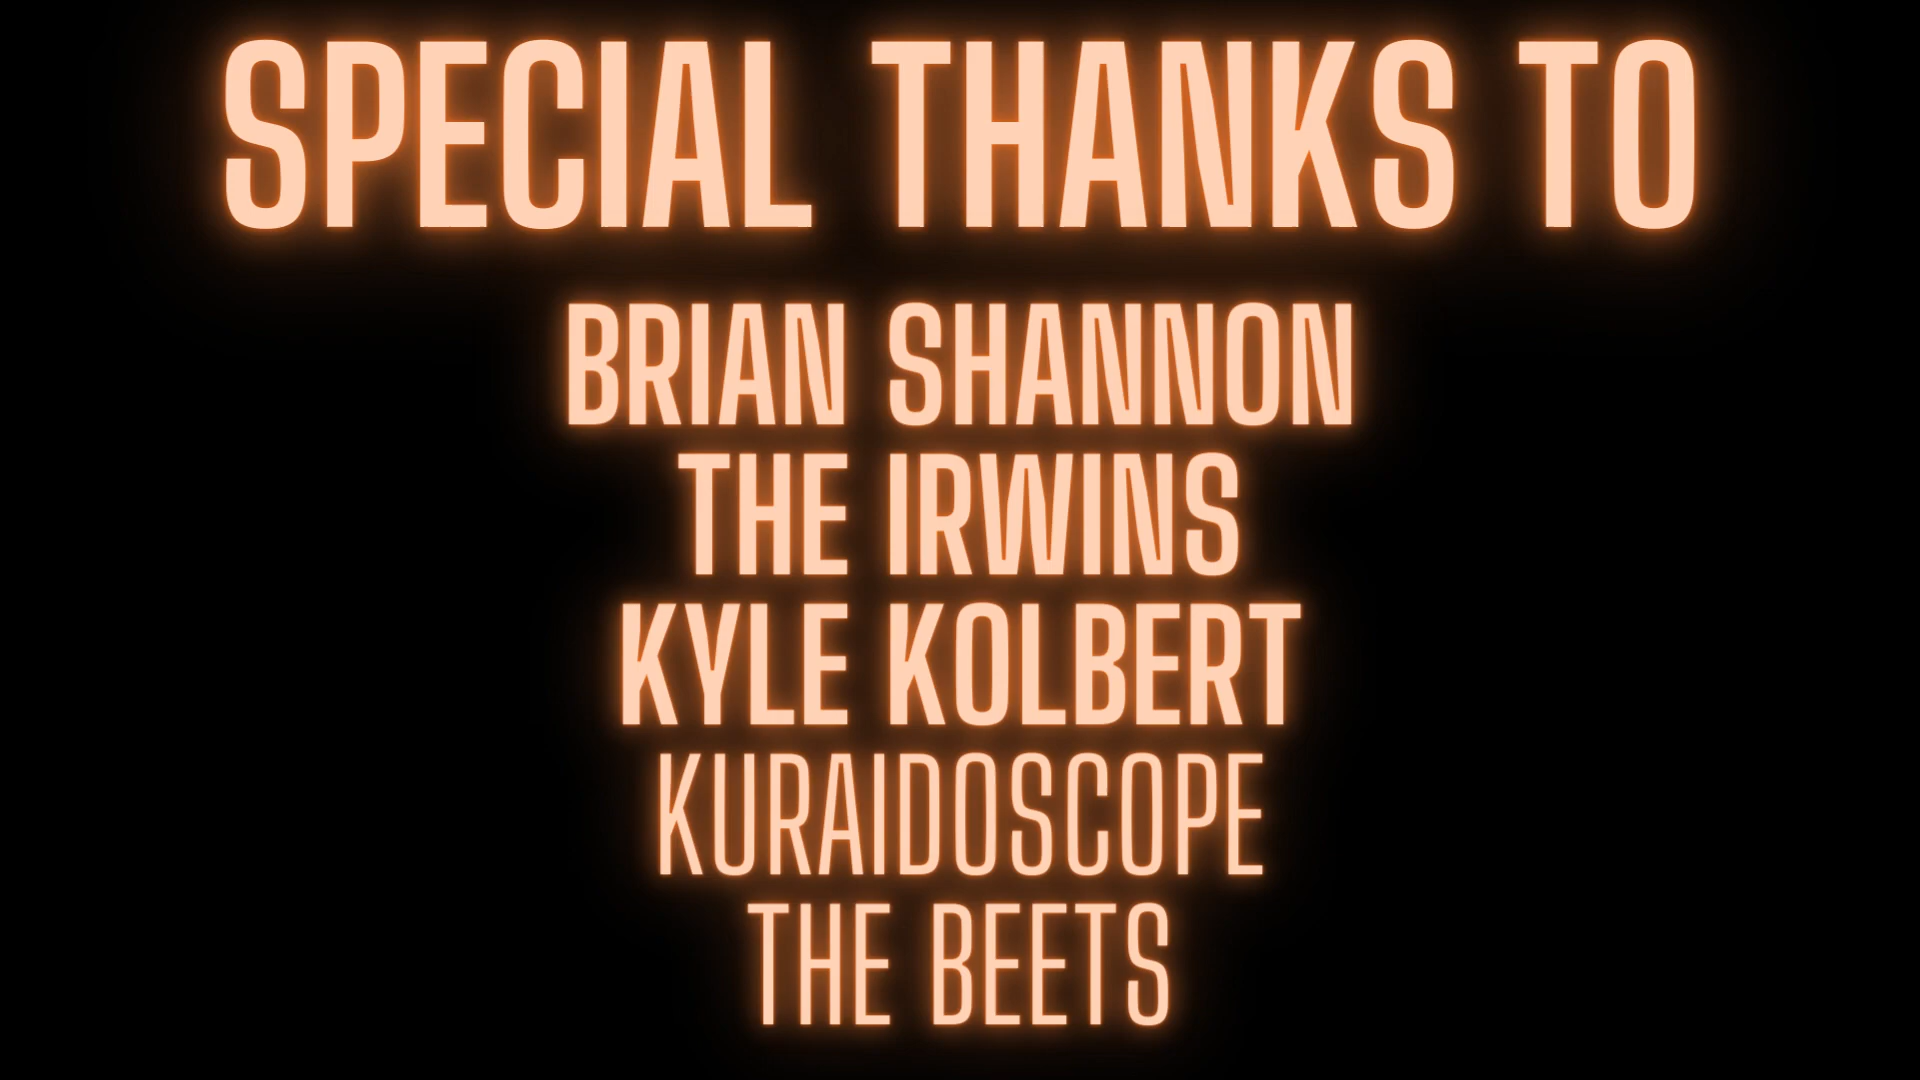 SPECIAL THANKS TO
BRIAN SHANNON
THE IRWINS
KYLE KOLBERT
KURAIDOSCOPE
THE BEETS